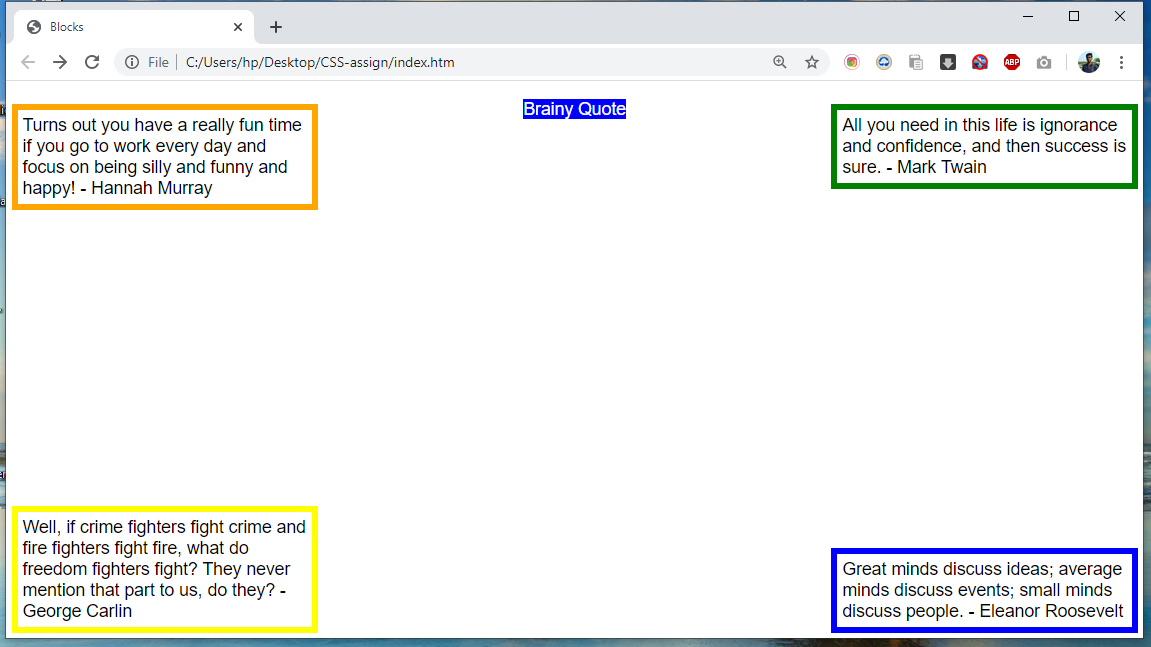 Blocks
File C:/Users/hp/Desktop/CSS-assign/index.htm
ABP
Brainy Quote
Turns out you have a really fun time
if you go to work every day and
focus on being silly and funny and
happy! - Hannah Murray
All you need in this life is ignorance
and confidence, and then success is
sure. - Mark Twain
Well, if crime fighters fight crime and
fire fighters fight fire, what do
freedom fighters fight? They never
mention that part to us, do they? -
George Carlin
Great minds discuss ideas; average
minds discuss events; small minds
discuss people. - Eleanor Roosevelt